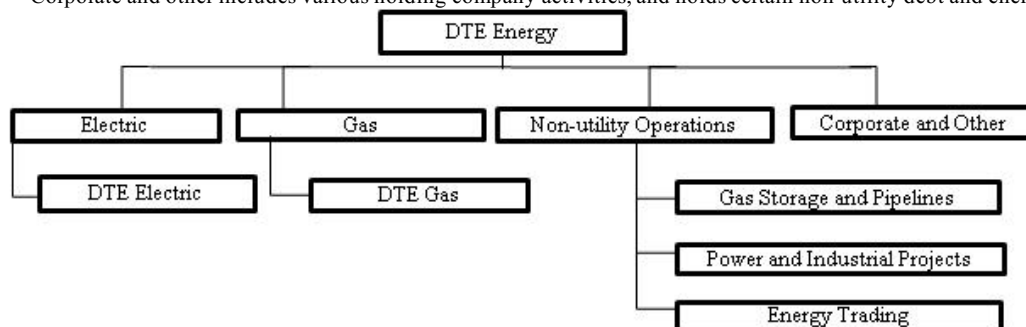 Corporate and other includes various holding company activities, and holds certain non-utility debt and
DTE Energy
Electric
Gas
Non-utility Operations
Corporate and Other
DTE Electric
DTE Gas
Gas Storage and Pipelines
Power and Industrial Projects
Energy Trading